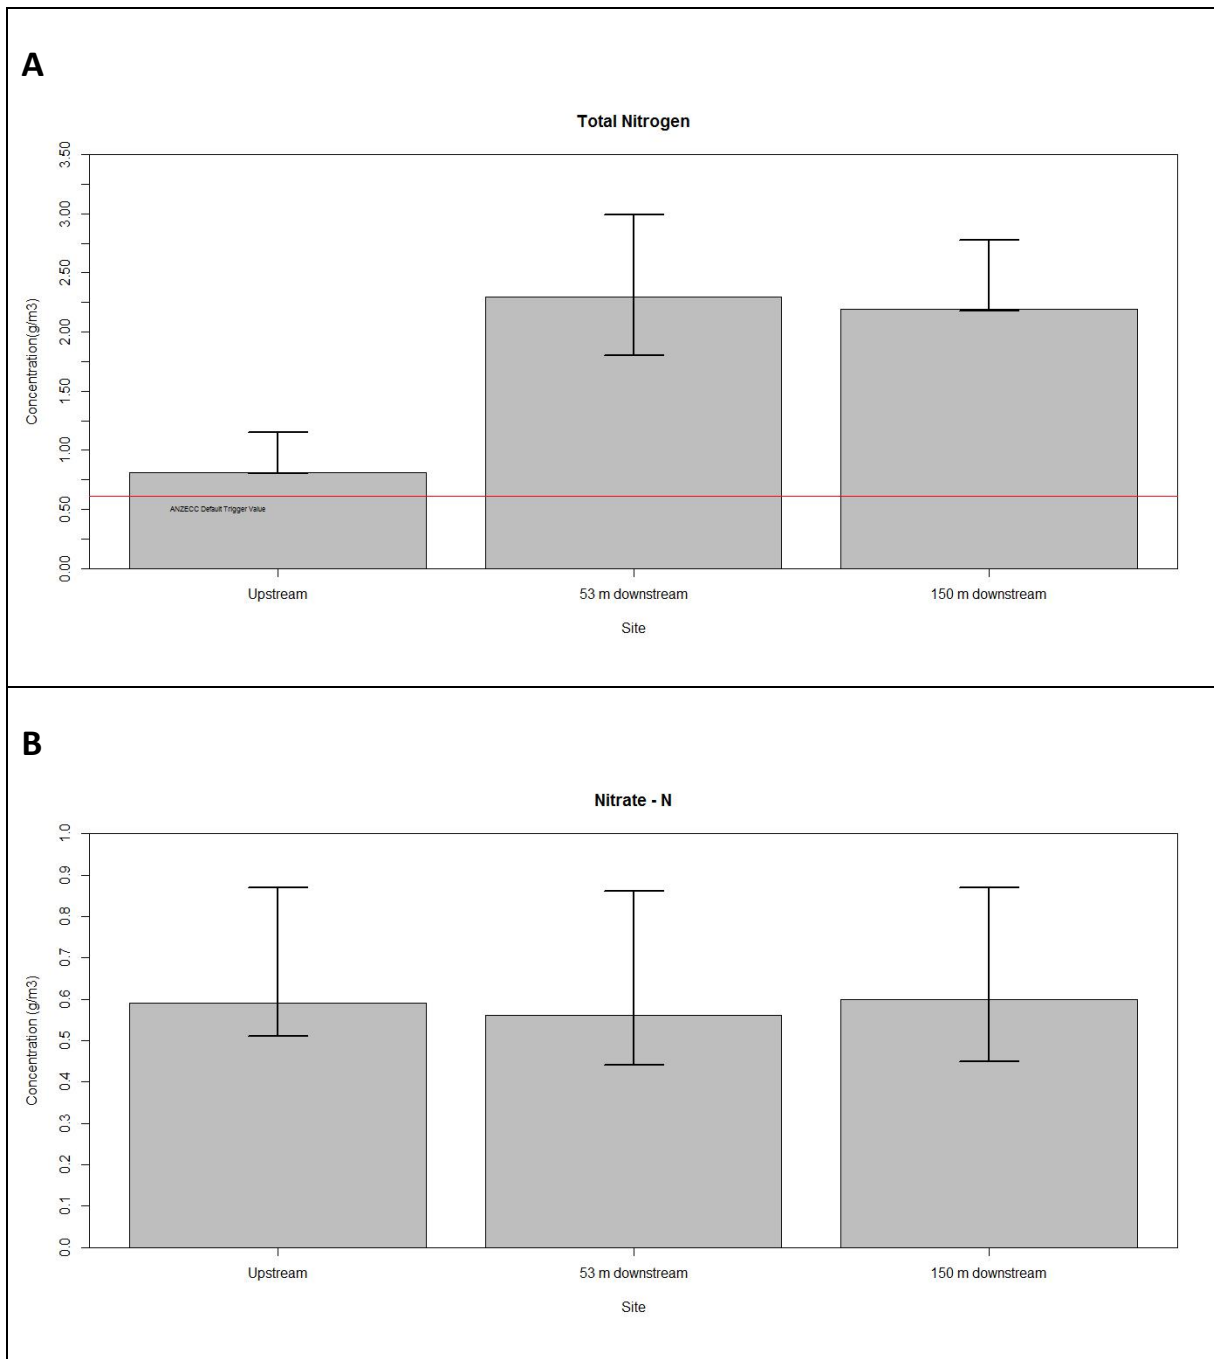 A
Total Nitrogen
Concentration(g/m3)
3.50
3.00
2.50
2.00
1.50
1.00
0.50
0.00
ANZECC Default Trigger Value
Upstream
53 m downstream
150 m downstream
Site
B
Nitrate - N
Concentration (g/m3)
1.0
0.9
0.8
0.7
0.6
0.5
0.4
0.3
0.2
0.1
0.0
Upstream
53 m downstream
150 m downstream
Site